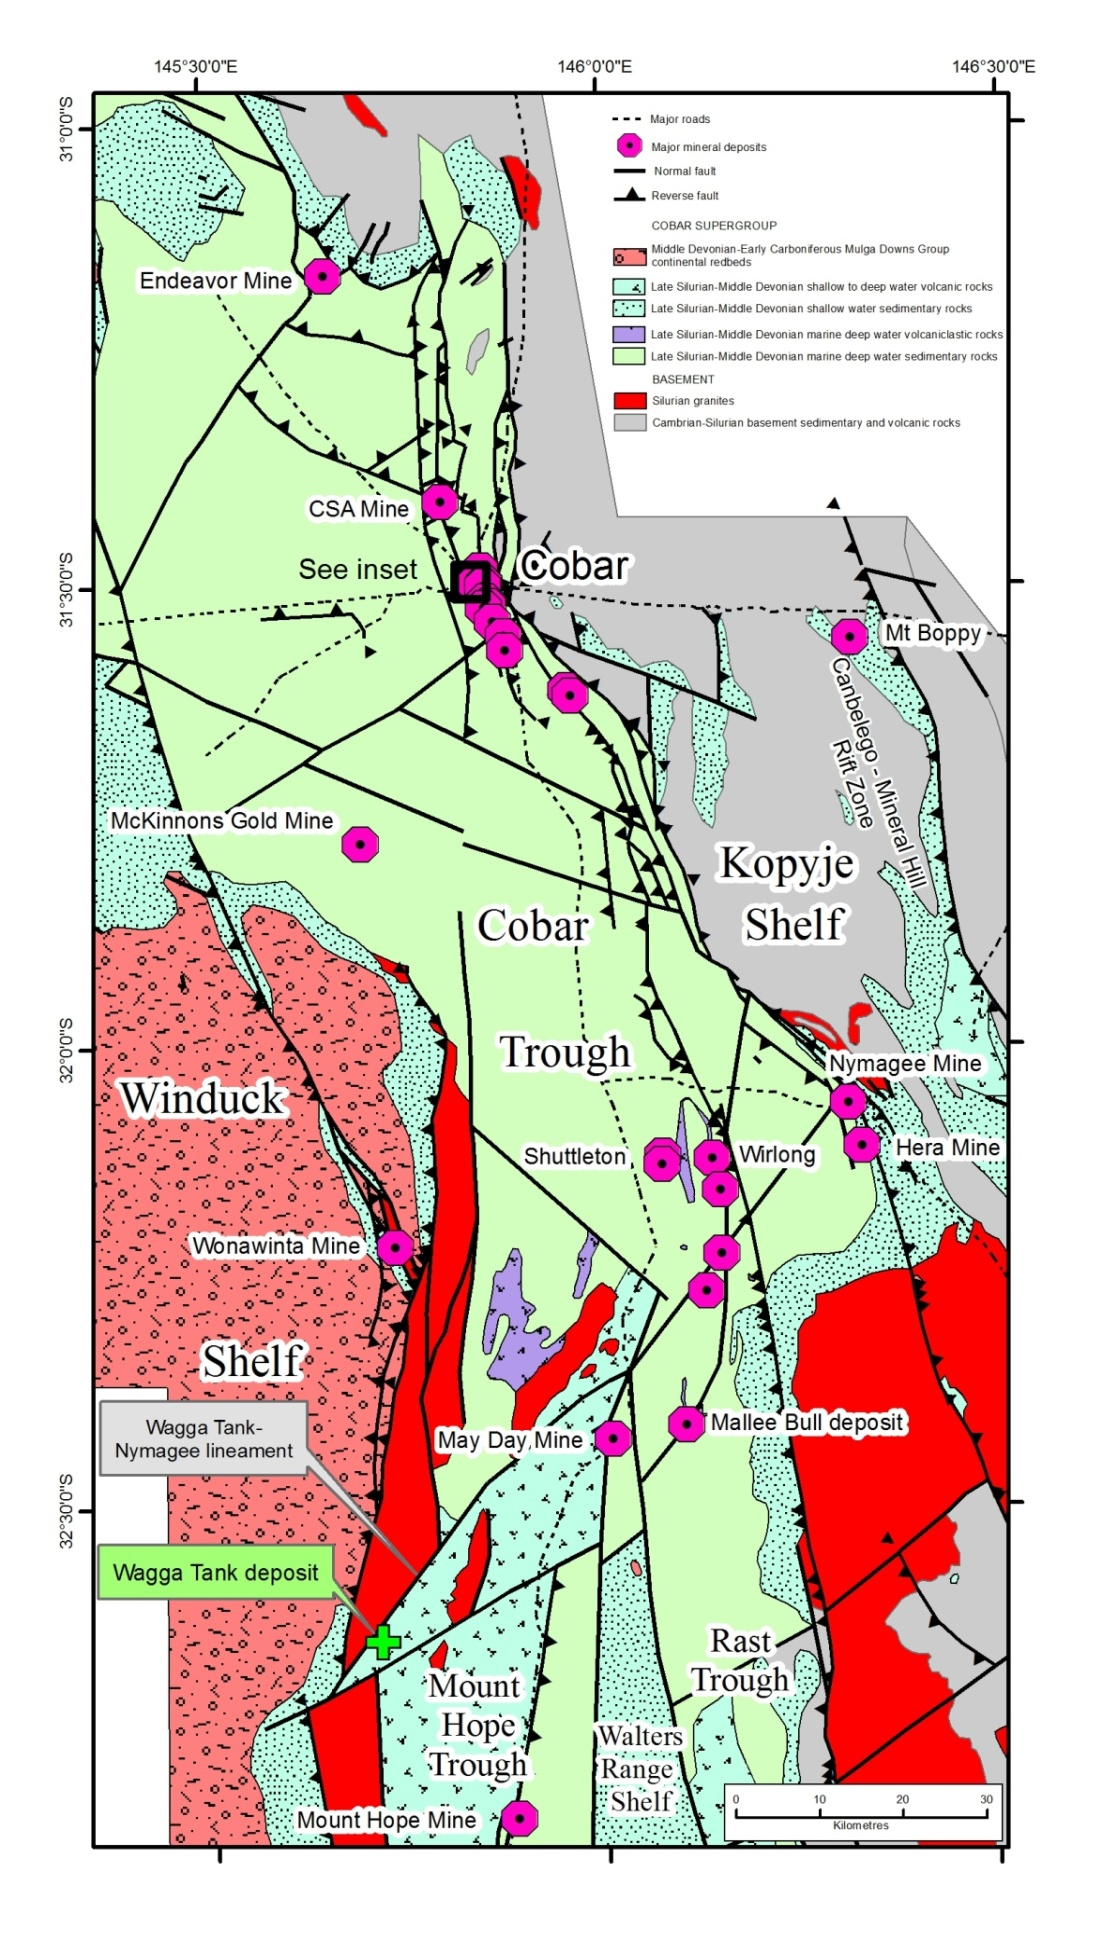 145°30'0"E
146°0'0"E
146°30'0"E
31°0'0"S
31°30'0"S
32°0'0"S
32°30'0"S
Major roads
Major mineral deposits
Normal fault
Reverse fault
COBAR SUPERGROUP
Middle Devonian-Early Carboniferous Mulga Downs Group
continental redbeds
Late Silurian-Middle Devonian shallow to deep water volcanic rocks
Late Silurian-Middle Devonian shallow water sedimentary rocks
Late Silurian-Middle Devonian marine deep water volcaniclastic rocks
Late Silurian-Middle Devonian marine deep water sedimentary rocks
BASEMENT
Silurian granites
Cambrian-Silurian basement sedimentary and volcanic rocks
Endeavor Mine
CSA Mine
See inset
Cobar
Mt Boppy
Canbelego - Mineral Hill
Rift Zone
McKinnons Gold Mine
Kopyje
Shelf
Cobar
Trough
Nymagee Mine
Winduck
Shuttleton
Wirlong
Hera Mine
Wonawinta Mine
Shelf
Wagga Tank-
Nymagee lineament
May Day Mine
Mallee Bull deposit
Wagga Tank deposit
Rast
Trough
Mount
Hope
Trough
Walters
Range
Shelf
Mount Hope Mine
0 10 20 30
Kilometres